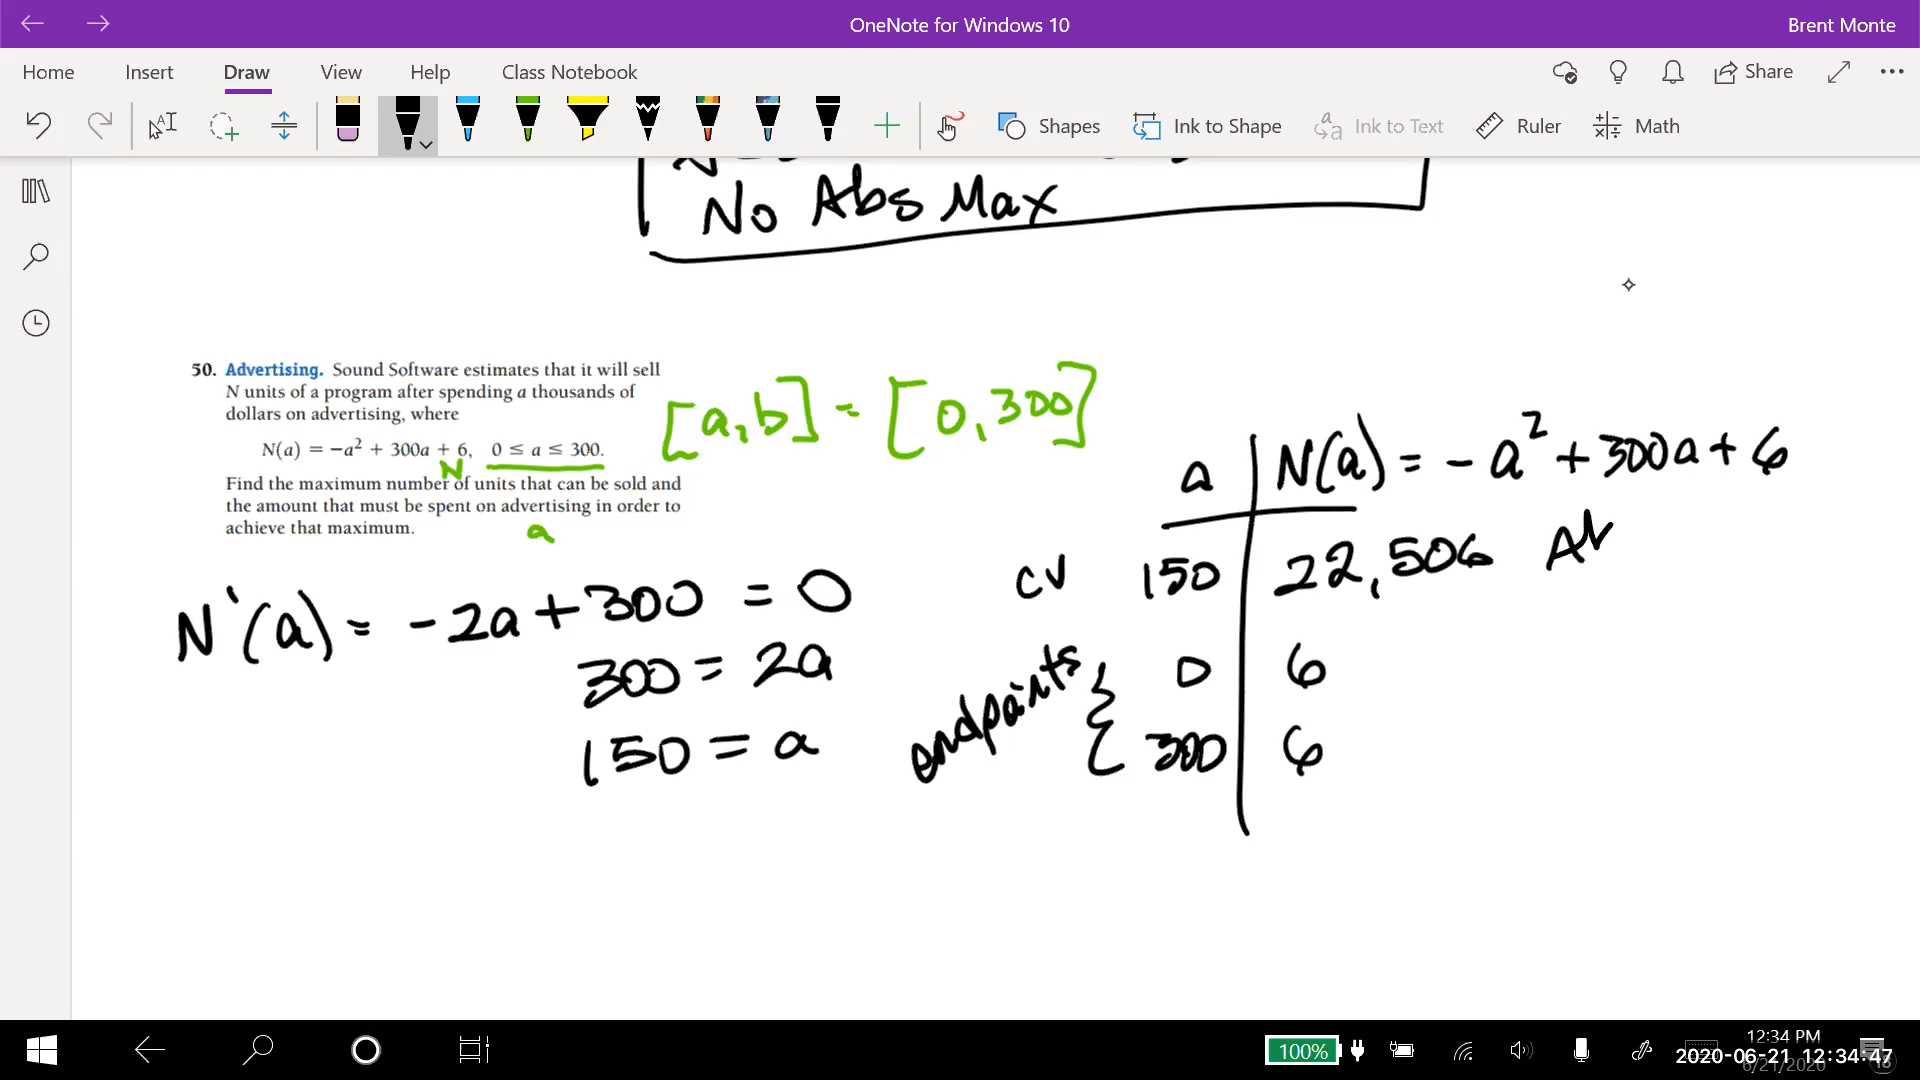 OneNote for Windows 10
Brent Monte
Home Insert Draw View Help Class Notebook Share
Shapes Ink to Shape Ink to Text Ruler Math
No Abs Max
50. Advertising. Sound Software estimates that it will sell
N units of a program after spending a thousands of
dollars on advertising, where
N(a) = −a² + 300a + 6, 0 ≤ a ≤ 300.
N
Find the maximum number of units that can be sold and
the amount that must be spent on advertising in order to
achieve that maximum.
a
[a,b] = [0,300]
N'(a) = -2a + 300 = 0
300 = 2a
150 = a
a N(a) = -a² + 300a + 6
cv 150 22,506 Ab
endpoints { 0 6
300 6
100%
12:34 PM
2020-06-21 12:34:47
6/21/2020
18